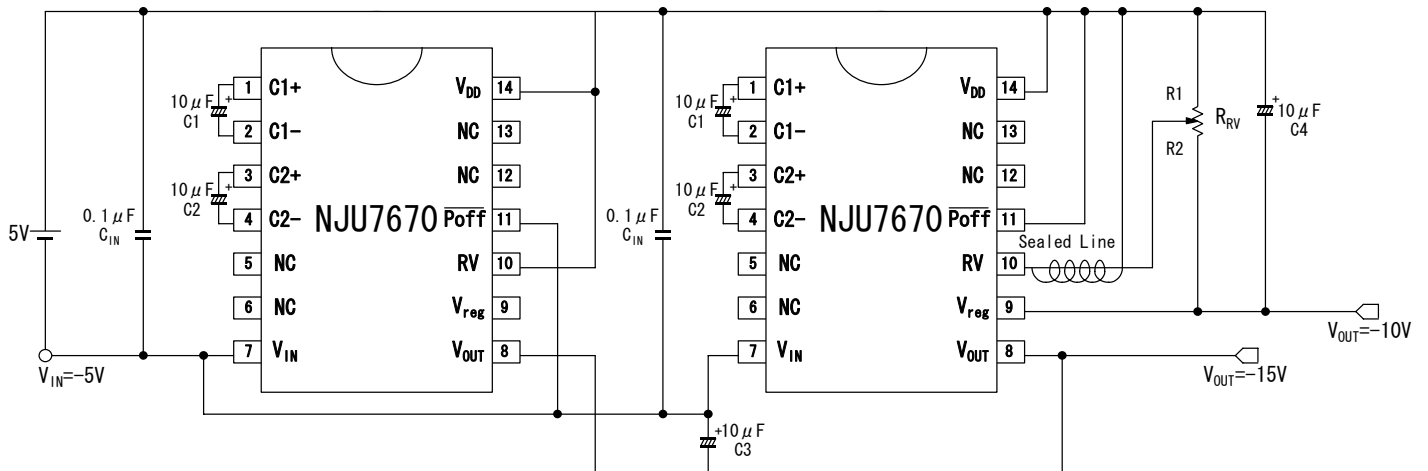 1 C1+
2 C1-
3 C2+
4 C2-
5 NC
6 NC
7 VIN
VDD 14
NC 13
NC 12
Poff 11
RV 10
Vreg 9
VOUT 8
NJU7670
10μF +
C1
10μF +
C2
5V
0.1μF
CIN
VIN=-5V
0.1μF
CIN
1 C1+
2 C1-
3 C2+
4 C2-
5 NC
6 NC
7 VIN
VDD 14
NC 13
NC 12
Poff 11
RV 10
Vreg 9
VOUT 8
NJU7670
10μF +
C1
10μF +
C2
+10μF
C3
Sealed Line
R1
R2
RRV
+10μF
C4
VOUT=-10V
VOUT=-15V